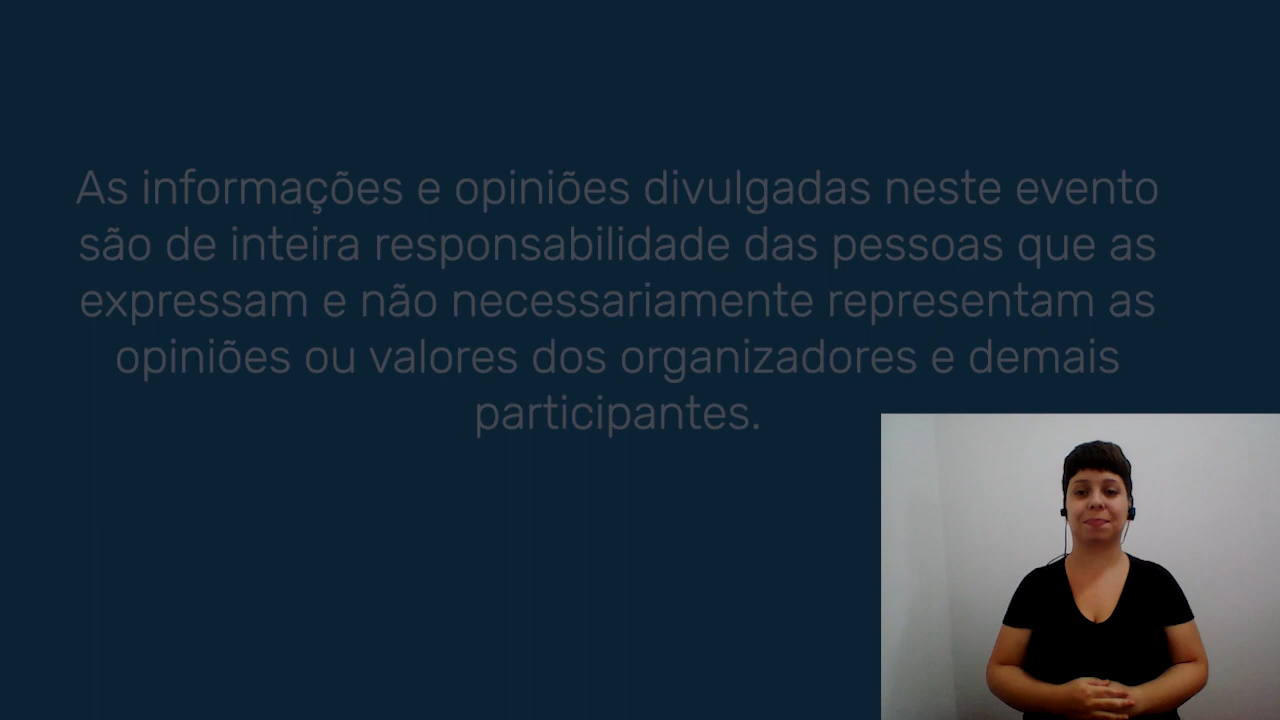 As informações e opiniões divulgadas neste evento
são de inteira responsabilidade das pessoas que as
expressam e não necessariamente representam as
opiniões ou valores dos organizadores e demais
participantes.